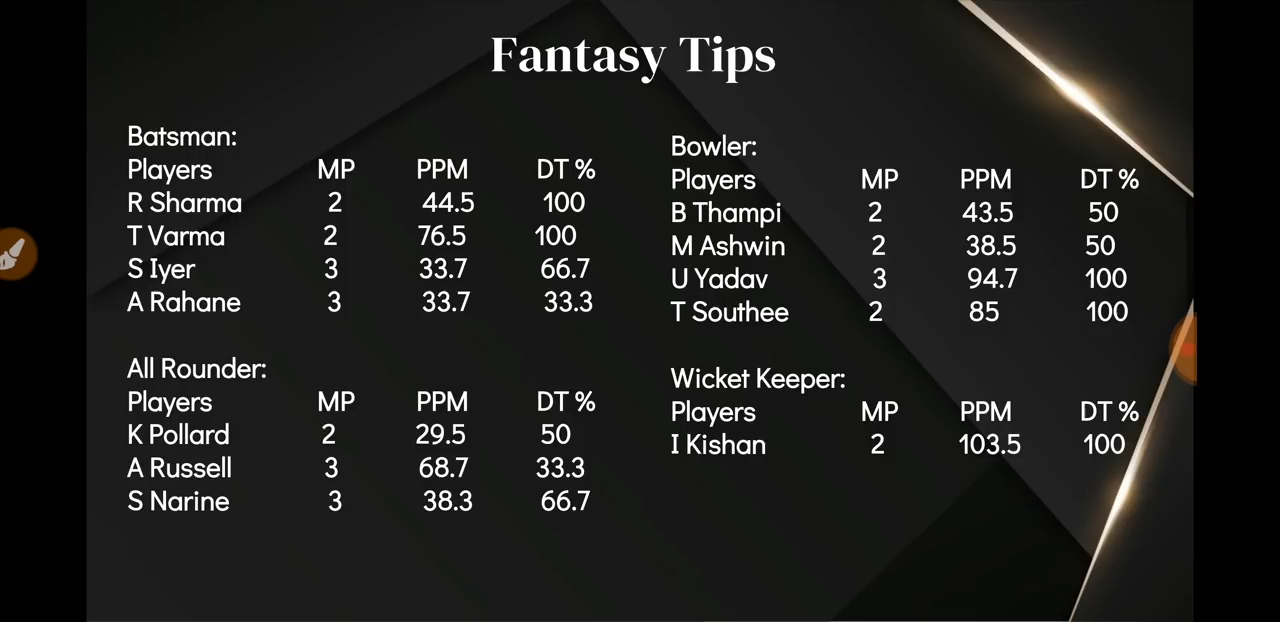 Fantasy Tips
Batsman:
Players MP PPM DT %
R Sharma 2 44.5 100
T Varma 2 76.5 100
S Iyer 3 33.7 66.7
A Rahane 3 33.7 33.3
All Rounder:
Players MP PPM DT %
K Pollard 2 29.5 50
A Russell 3 68.7 33.3
S Narine 3 38.3 66.7
Bowler:
Players MP PPM DT %
B Thampi 2 43.5 50
M Ashwin 2 38.5 50
U Yadav 3 94.7 100
T Southee 2 85 100
Wicket Keeper:
Players MP PPM DT %
I Kishan 2 103.5 100